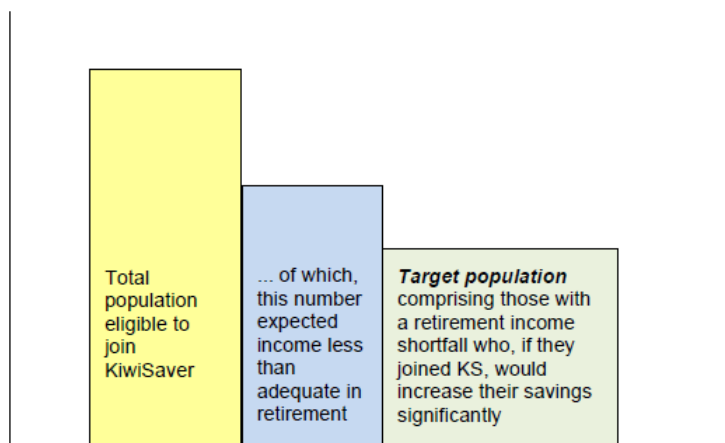 Total
population
eligible to
join
KiwiSaver
... of which,
this number
expected
income less
than
adequate in
retirement
Target population
comprising those with
a retirement income
shortfall who, if they
joined KS, would
increase their savings
significantly